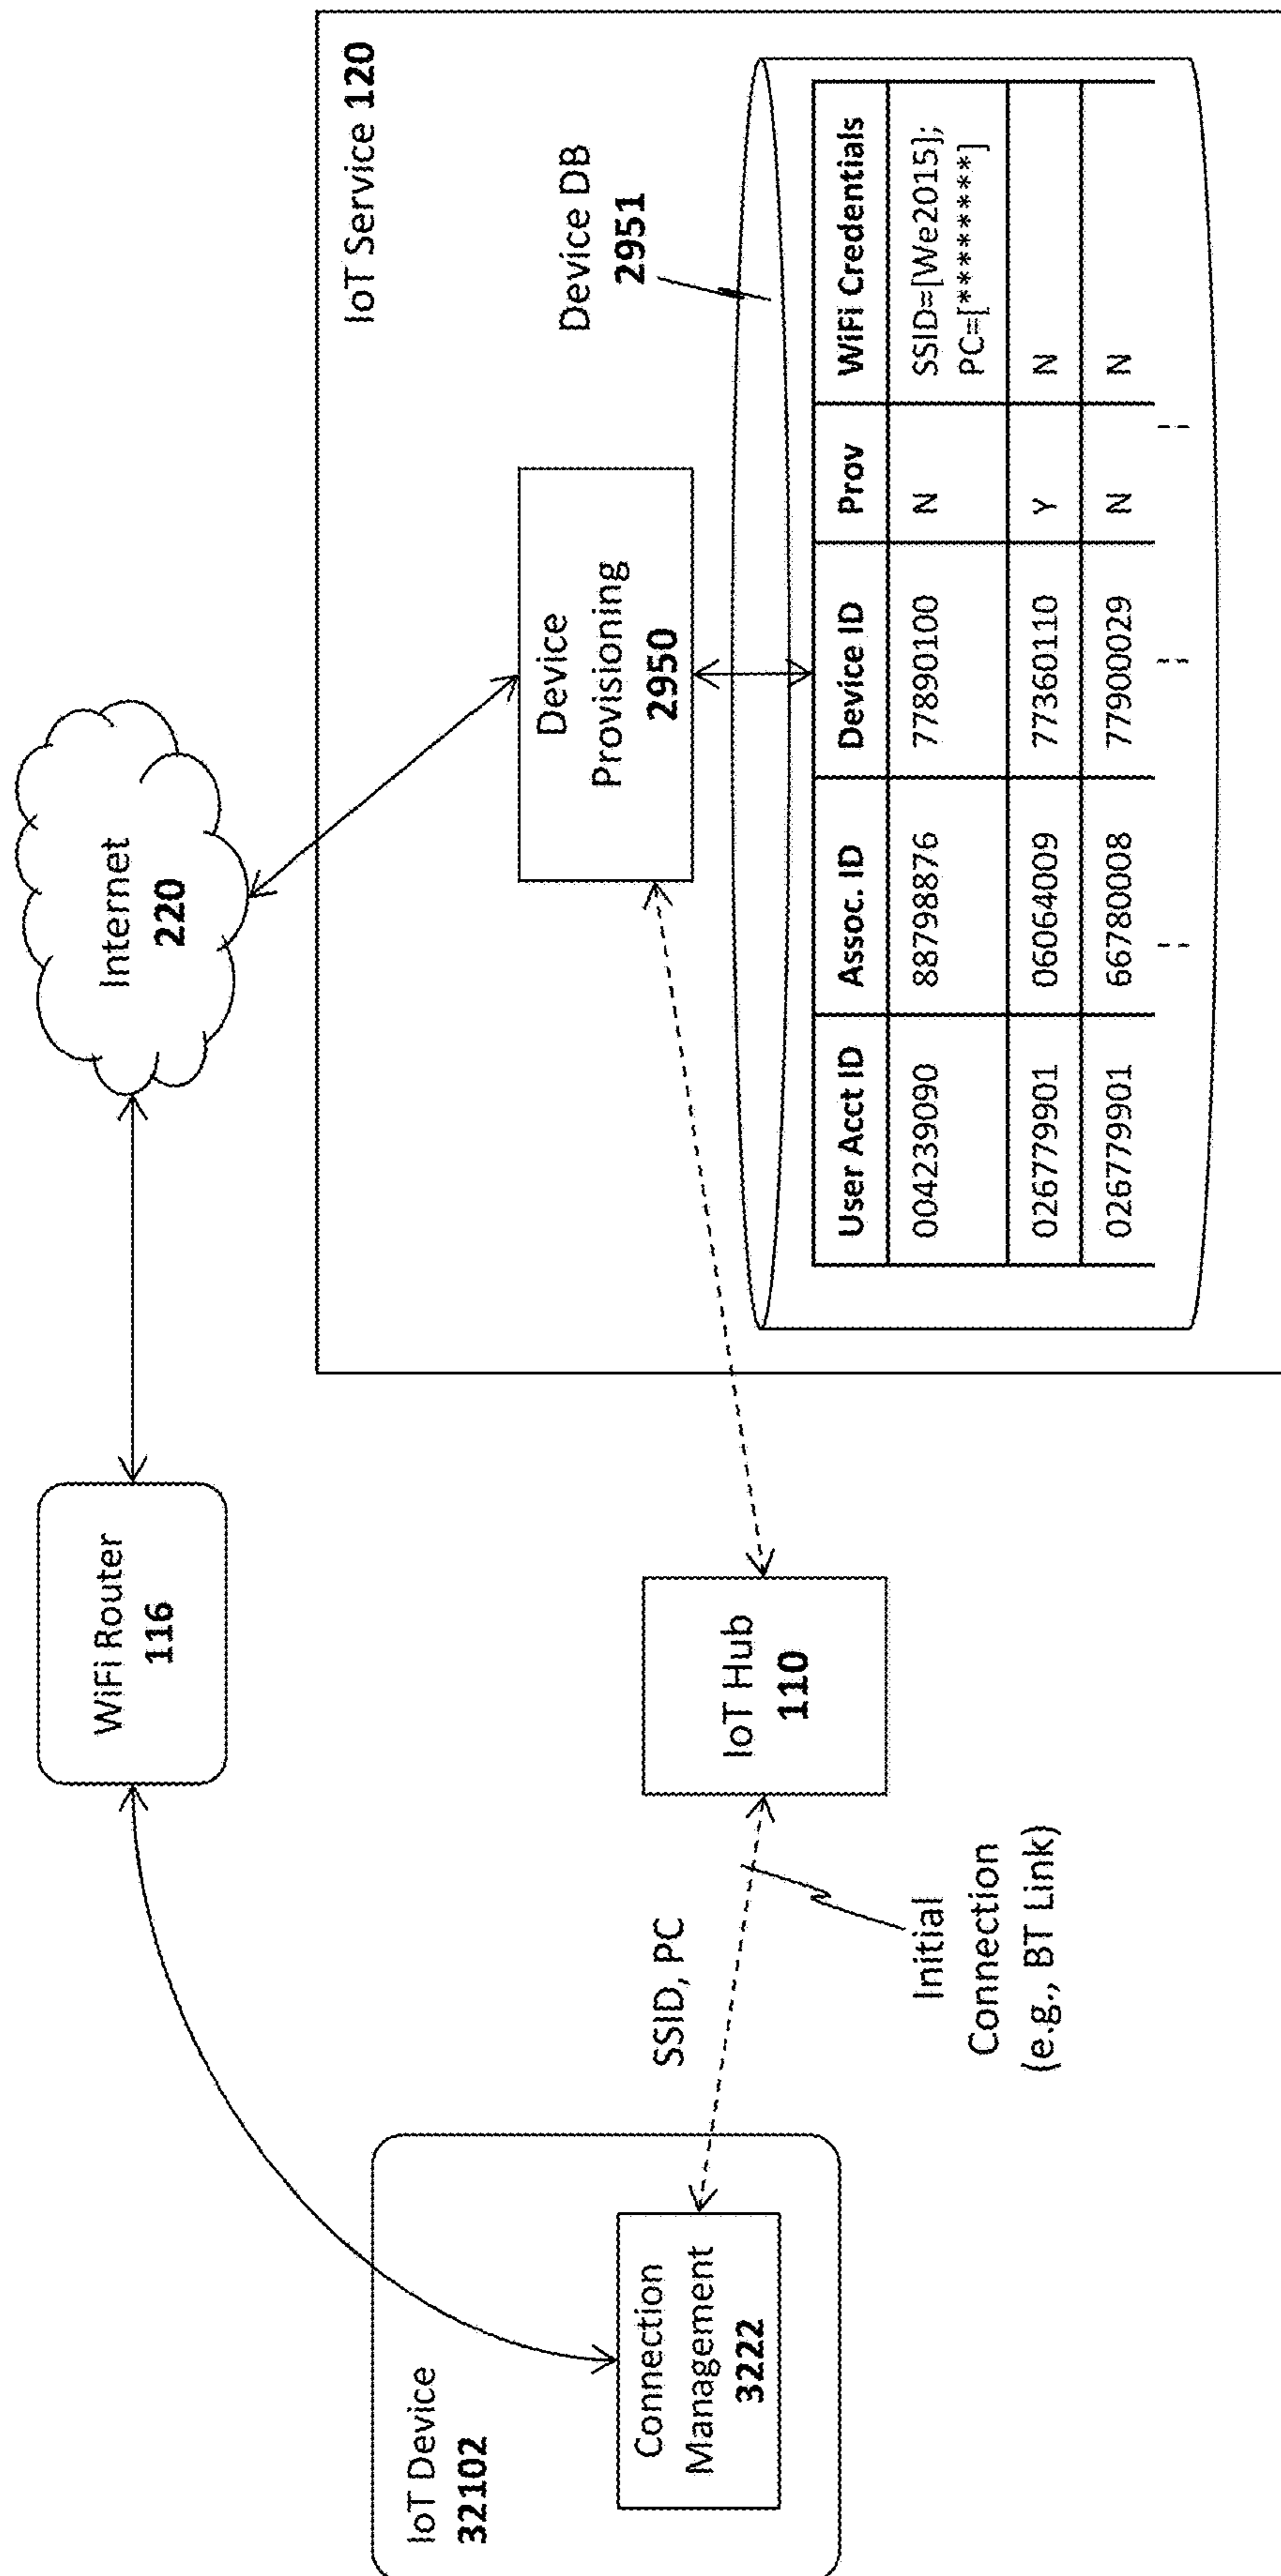 Internet
220
WiFi Router
116
IoT Service 120
Device DB
2951
Device
Provisioning
2950
IoT Device
32102
Connection
Management
3222
SSID, PC
IoT Hub
110
Initial
Connection
(e.g., BT Link)
User Acct ID Assoc. ID Device ID Prov WiFi Credentials
004239090 88798876 77890100 N SSID=[We2015];
PC=[*********]
026779901 06064009 77360110 Y N
026779901 66780008 77900029 N N